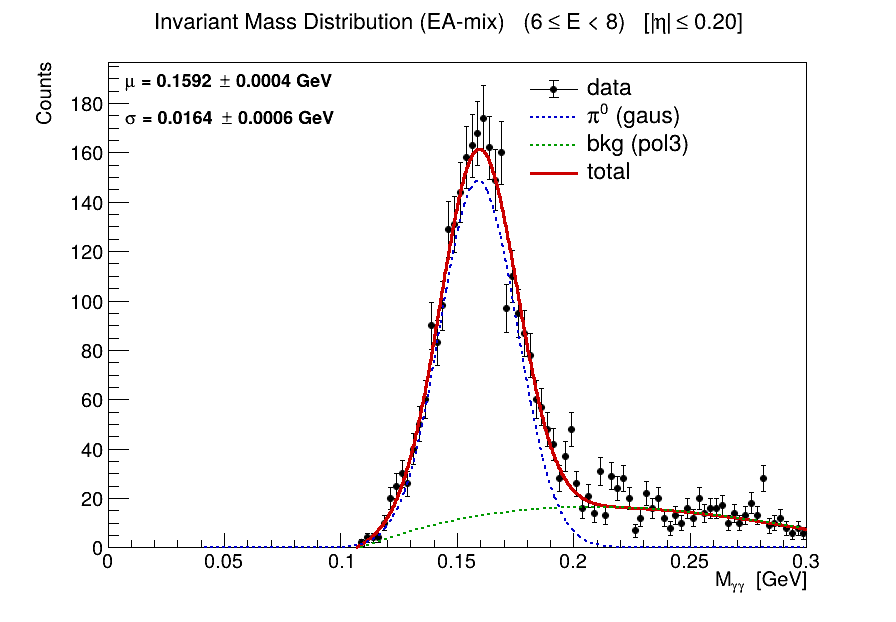 Invariant Mass Distribution (EA-mix) (6 ≤ E < 8) [|η| ≤ 0.20]
Counts
μ = 0.1592 ± 0.0004 GeV
σ = 0.0164 ± 0.0006 GeV
data
π⁰ (gaus)
bkg (pol3)
total
180
160
140
120
100
80
60
40
20
0
0 0.05 0.1 0.15 0.2 0.25 0.3
Mγγ [GeV]